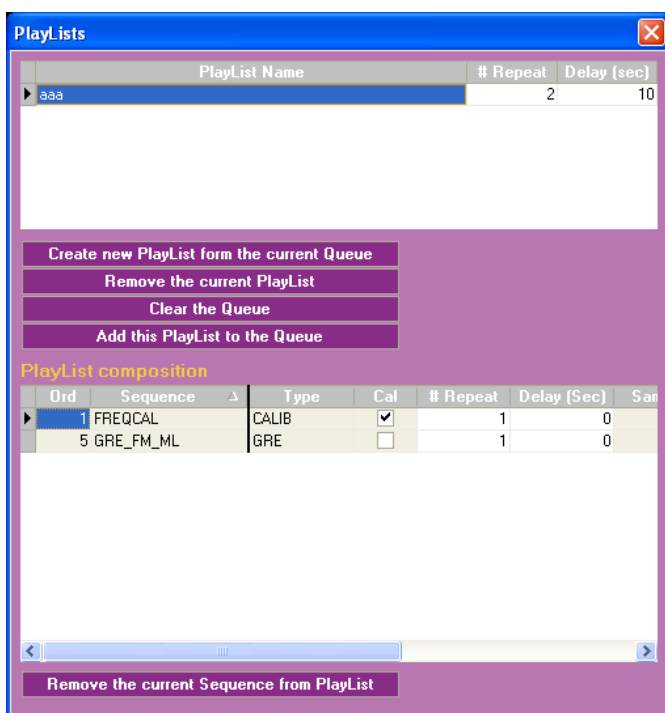 PlayLists
PlayList Name # Repeat Delay (sec)
aaa 2 10
Create new PlayList form the current Queue
Remove the current PlayList
Clear the Queue
Add this PlayList to the Queue
PlayList composition
Ord Sequence Type Cal # Repeat Delay (Sec) San
1 FREQCAL CALIB 1 0
5 GRE_FM_ML GRE 1 0
Remove the current Sequence from PlayList